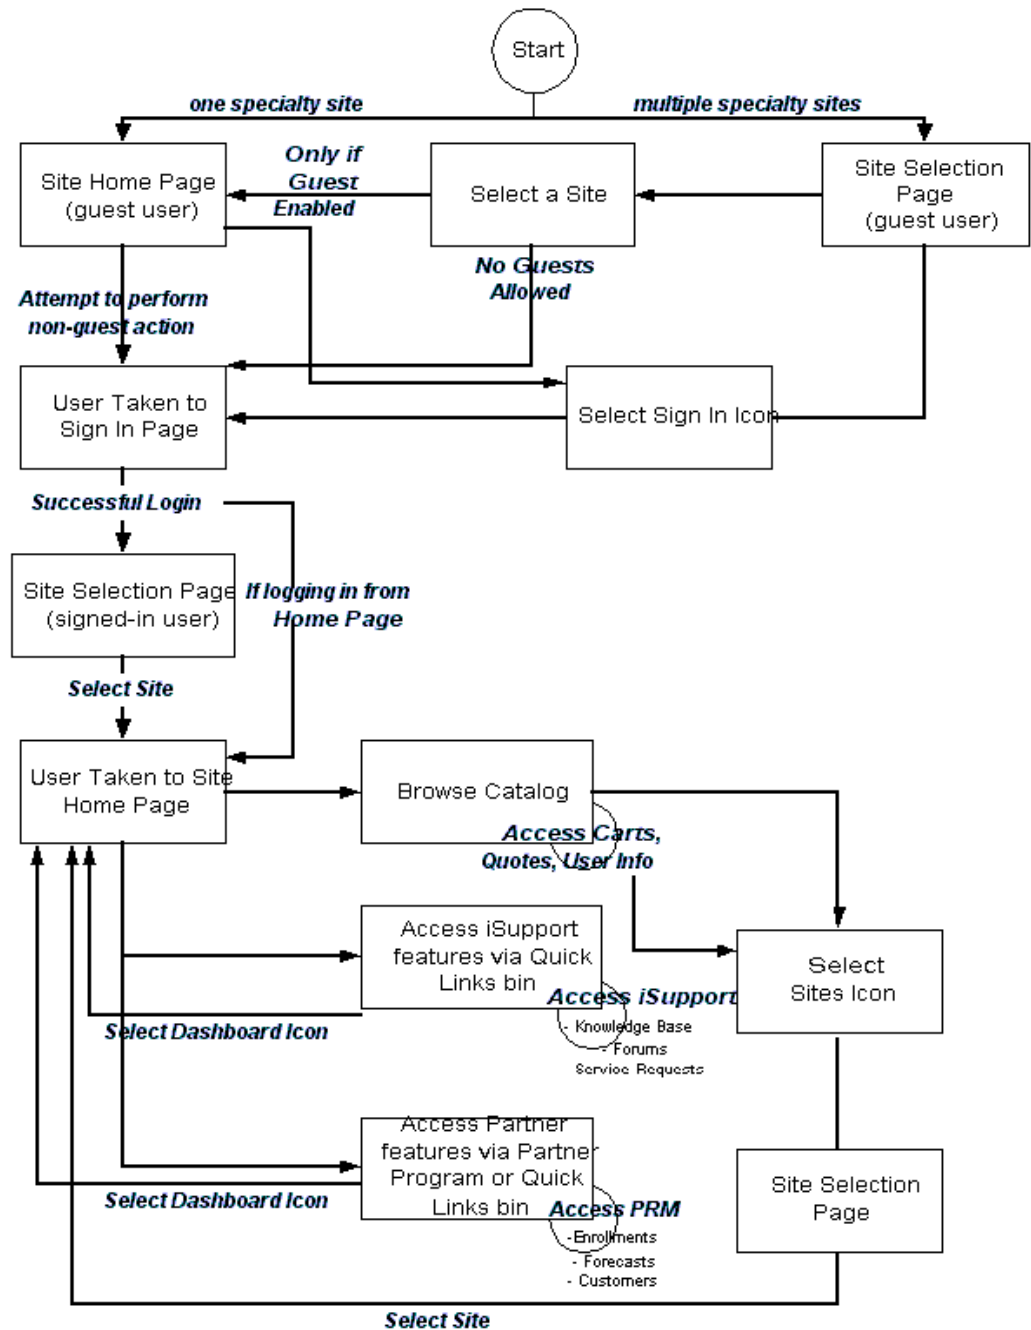 Start
one specialty site
multiple specialty sites
Site Home Page
(guest user)
Only if
Guest
Enabled
Select a Site
Site Selection
Page
(guest user)
No Guests
Allowed
Attempt to perform
non-guest action
User Taken to
Sign In Page
Select Sign In Icon
Successful Login
Site Selection Page
(signed-in user)
If logging in from
Home Page
Select Site
User Taken to Site
Home Page
Browse Catalog
Access Carts,
Quotes, User Info
Access iSupport
features via Quick
Links bin
Select
Sites Icon
Access iSupport
- Knowledge Base
- Forums
Service Requests
Select Dashboard Icon
Access Partner
features via Partner
Program or Quick
Links bin
Select Dashboard Icon
Access PRM
-Enrollments
- Forecasts
- Customers
Site Selection
Page
Select Site